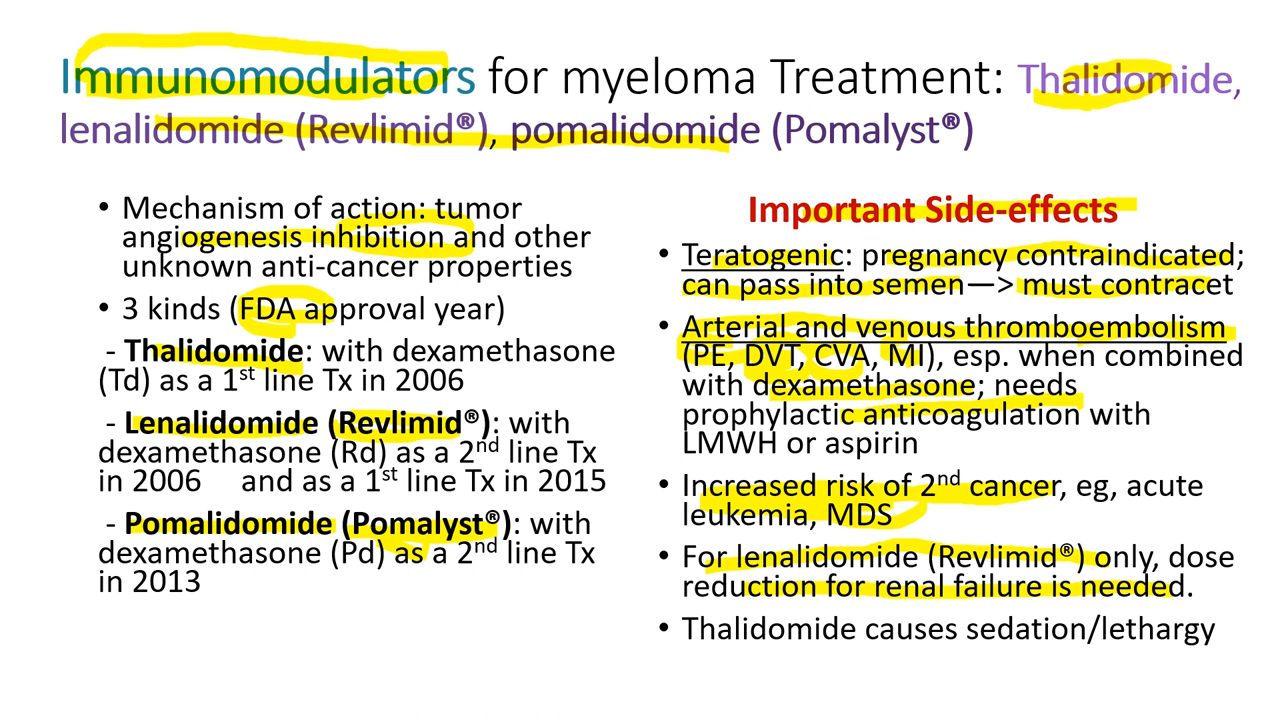 Immunomodulators for myeloma Treatment: Thalidomide,
lenalidomide (Revlimid®), pomalidomide (Pomalyst®)
• Mechanism of action: tumor
angiogenesis inhibition and other
unknown anti-cancer properties
• 3 kinds (FDA approval year)
- Thalidomide: with dexamethasone
(Td) as a 1st line Tx in 2006
- Lenalidomide (Revlimid®): with
dexamethasone (Rd) as a 2nd line Tx
in 2006 and as a 1st line Tx in 2015
- Pomalidomide (Pomalyst®): with
dexamethasone (Pd) as a 2nd line Tx
in 2013
Important Side-effects
• Teratogenic: pregnancy contraindicated;
can pass into semen—> must contracet
• Arterial and venous thromboembolism
(PE, DVT, CVA, MI), esp. when combined
with dexamethasone; needs
prophylactic anticoagulation with
LMWH or aspirin
• Increased risk of 2nd cancer, eg, acute
leukemia, MDS
• For lenalidomide (Revlimid®) only, dose
reduction for renal failure is needed.
• Thalidomide causes sedation/lethargy